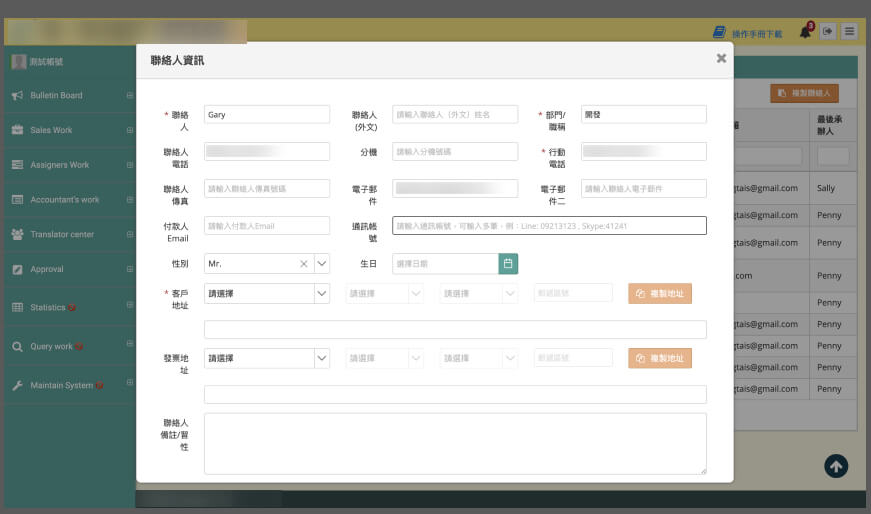 操作手冊下載
3
測試帳號
聯絡人資訊
Bulletin Board
複製聯絡人
* 聯絡人
Gary
聯絡人(外文)
請輸入聯絡人（外文）姓名
* 部門/職稱
開發
最後承辦人
Sales Work
聯絡人電話
分機
請輸入分機號碼
* 行動電話
Assigners Work
聯絡人傳真
請輸入聯絡人傳真號碼
電子郵件
電子郵件二
請輸入聯絡人電子郵件
gtais@gmail.com
Sally
Accountant's work
gtais@gmail.com
Penny
付款人Email
請輸入付款人Email
通訊帳號
請輸入通訊帳號，可輸入多筆，例：Line: 09213123 , Skype:41241
Translator center
gtais@gmail.com
Penny
性別
Mr.
生日
選擇日期
Approval
.com
Penny
* 客戶地址
請選擇
請選擇
請選擇
郵遞區號
複製地址
Statistics
Penny
gtais@gmail.com
Penny
Query work
gtais@gmail.com
Penny
發票地址
請選擇
請選擇
請選擇
郵遞區號
複製地址
gtais@gmail.com
Penny
Maintain System
gtais@gmail.com
Penny
聯絡人備註/習性